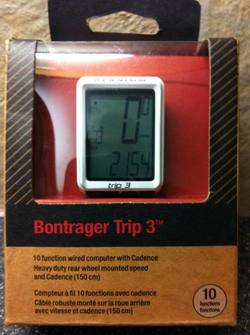 0
2154
trip 3
Bontrager Trip 3™
10 function wired computer with Cadence
Heavy duty rear wheel mounted speed
and Cadence (150 cm)
Compteur à fil 10 fonctions avec cadence
Câble robuste monté sur la roue arrière
avec vitesse et cadence (150 cm)
10
functions
fonctions